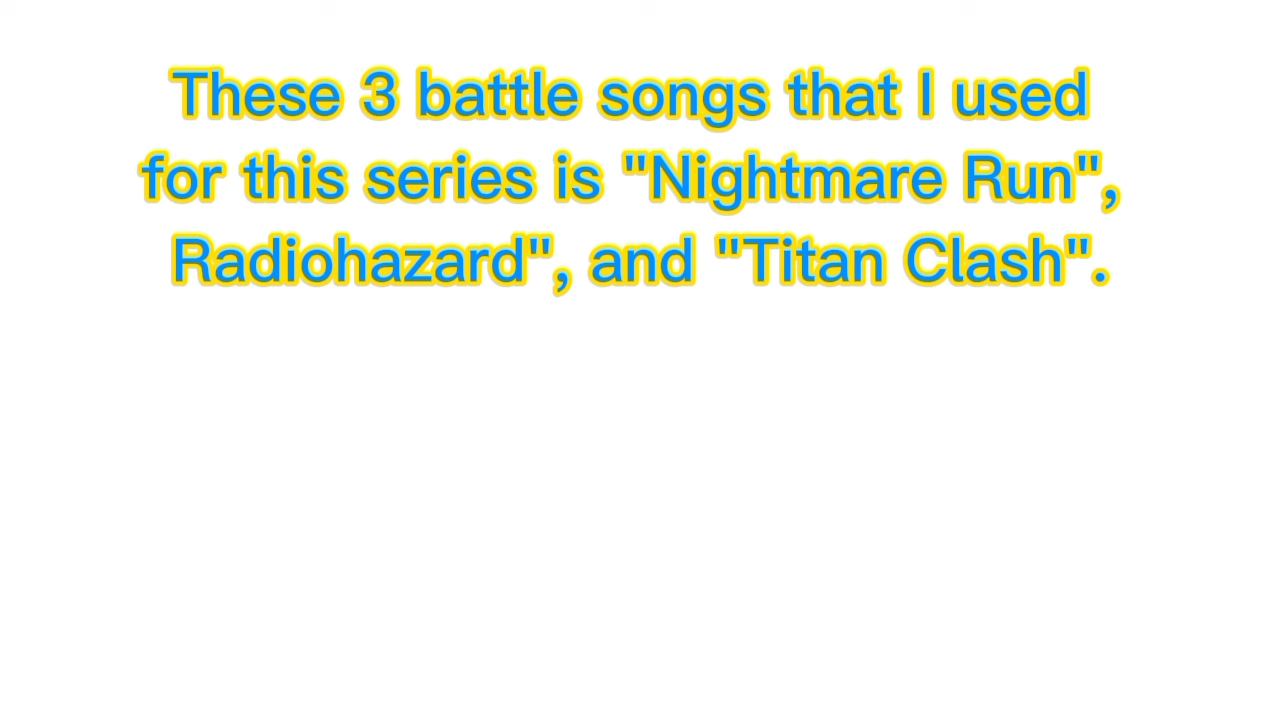 These 3 battle songs that I used
for this series is "Nightmare Run",
Radiohazard", and "Titan Clash".